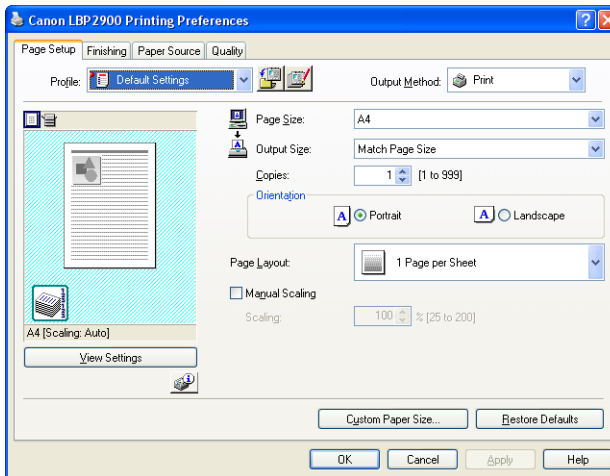 Canon LBP2900 Printing Preferences
Page Setup Finishing Paper Source Quality
Profile: Default Settings Output Method: Print
Page Size: A4
Output Size: Match Page Size
Copies: 1 [1 to 999]
Orientation
A Portrait A Landscape
Page Layout: 1 Page per Sheet
Manual Scaling
Scaling: 100 % [25 to 200]
A4 [Scaling: Auto]
View Settings
Custom Paper Size... Restore Defaults
OK Cancel Apply Help